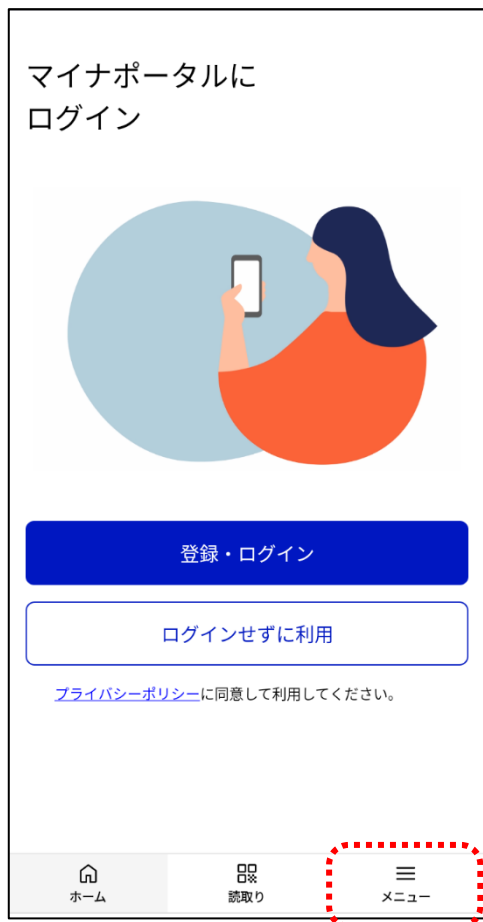 マイナポータルに
ログイン
登録・ログイン
ログインせずに利用
プライバシーポリシーに同意して利用してください。
ホーム
読取り
メニュー